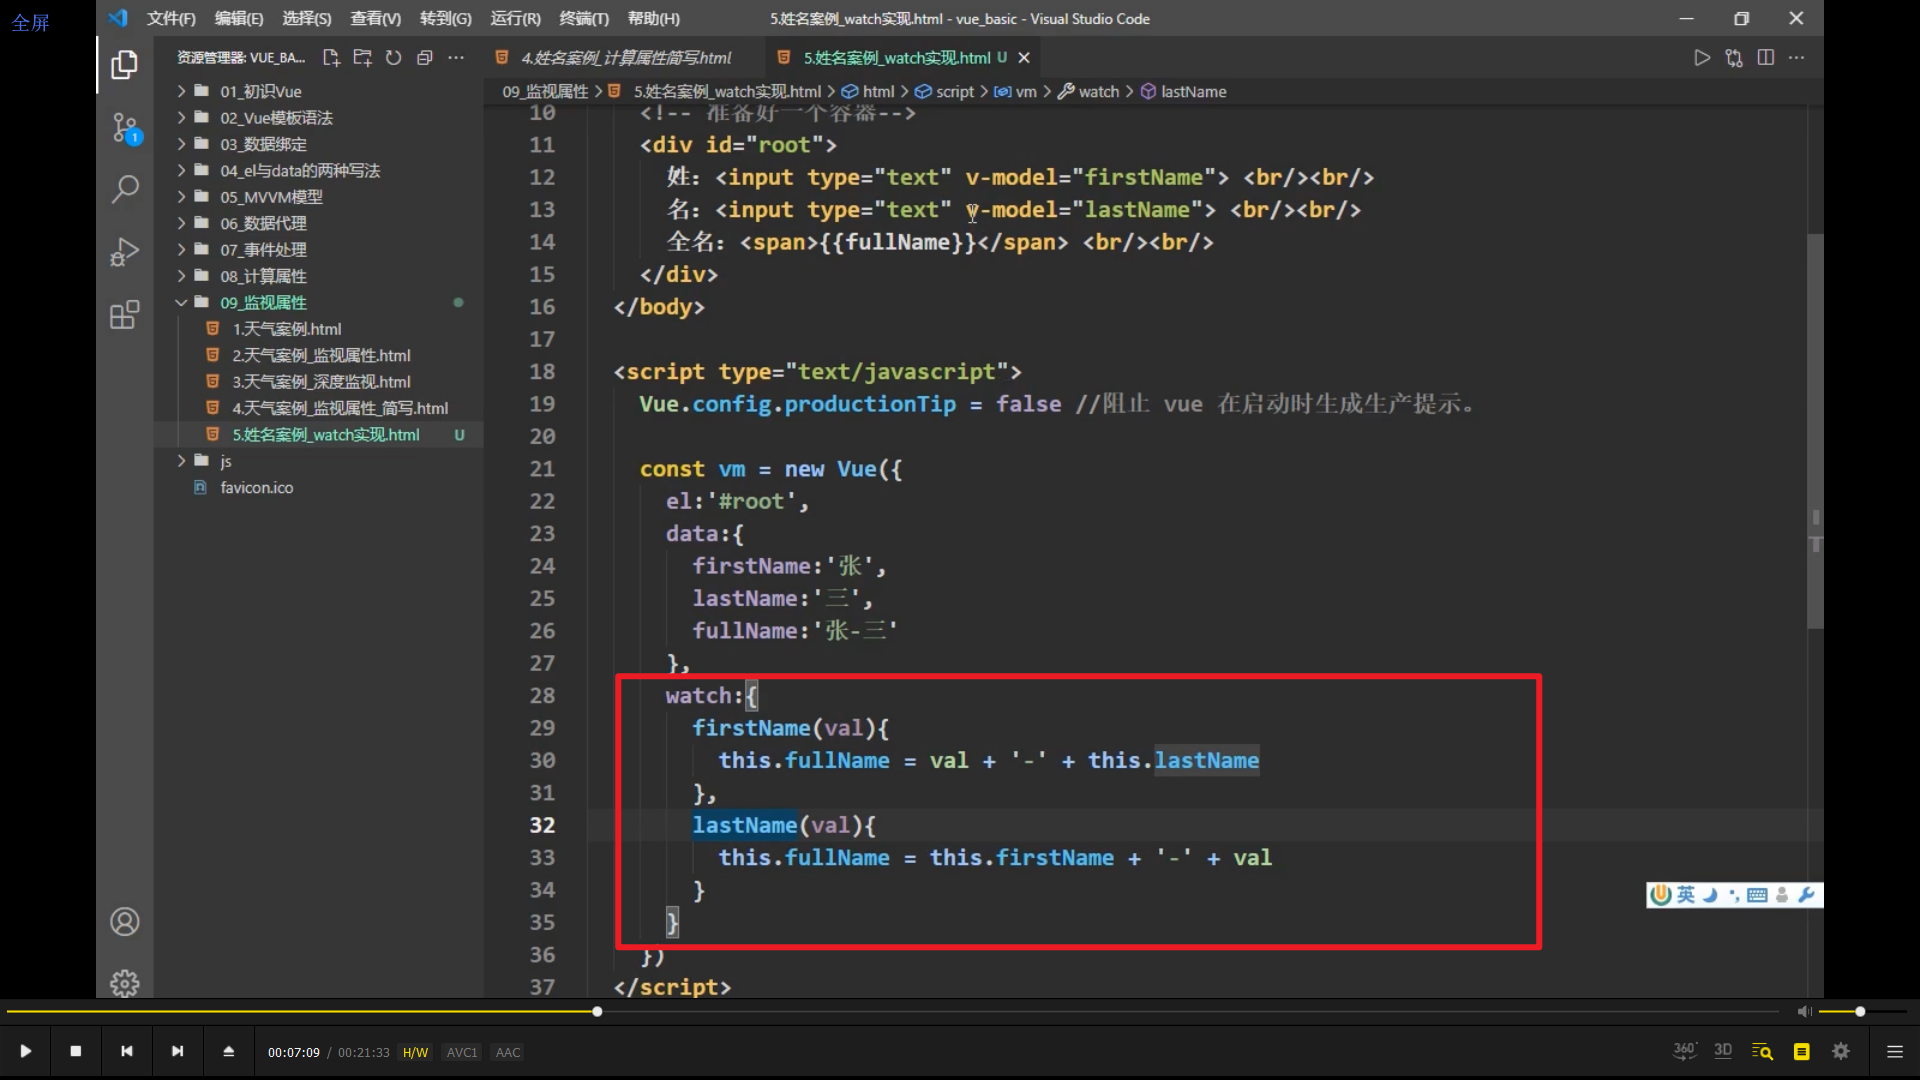 全屏
文件(F) 编辑(E) 选择(S) 查看(V) 转到(G) 运行(R) 终端(T) 帮助(H) 5.姓名案例_watch实现.html - vue_basic - Visual Studio Code
资源管理器: VUE_BA... 4.姓名案例_计算属性简写.html 5.姓名案例_watch实现.html U
09_监视属性 > 5.姓名案例_watch实现.html > html > script > vm > watch > lastName
01_初识Vue
02_Vue模板语法
03_数据绑定
04_el与data的两种写法
05_MVVM模型
06_数据代理
07_事件处理
08_计算属性
09_监视属性
1.天气案例.html
2.天气案例_监视属性.html
3.天气案例_深度监视.html
4.天气案例_监视属性_简写.html
5.姓名案例_watch实现.html U
js
favicon.ico
1
10 <!-- 准备好一个容器-->
11 <div id="root">
12 姓：<input type="text" v-model="firstName"> <br/><br/>
13 名：<input type="text" v-model="lastName"> <br/><br/>
14 全名：<span>{{fullName}}</span> <br/><br/>
15 </div>
16 </body>
17
18 <script type="text/javascript">
19 Vue.config.productionTip = false //阻止 vue 在启动时生成生产提示。
20
21 const vm = new Vue({
22 el:'#root',
23 data:{
24 firstName:'张',
25 lastName:'三',
26 fullName:'张-三'
27 },
28 watch:{
29 firstName(val){
30 this.fullName = val + '-' + this.lastName
31 },
32 lastName(val){
33 this.fullName = this.firstName + '-' + val
34 }
35 }
36 })
37 </script>
英
00:07:09 / 00:21:33 H/W AVC1 AAC
360° 3D